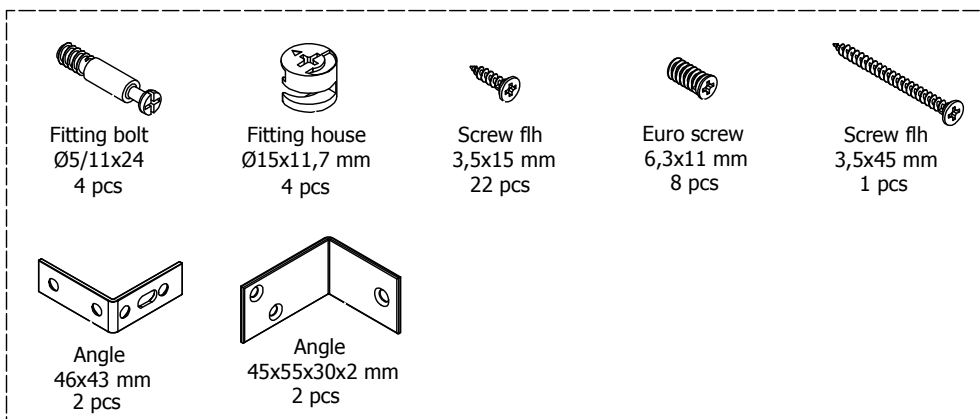 Fitting bolt
Ø5/11x24
4 pcs
Fitting house
Ø15x11,7 mm
4 pcs
Screw flh
3,5x15 mm
22 pcs
Euro screw
6,3x11 mm
8 pcs
Screw flh
3,5x45 mm
1 pcs
Angle
46x43 mm
2 pcs
Angle
45x55x30x2 mm
2 pcs